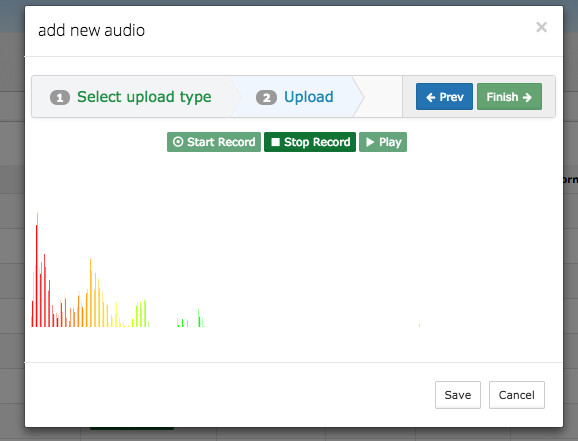 add new audio ×
1 Select upload type 2 Upload ← Prev Finish →
Start Record Stop Record Play
Save Cancel